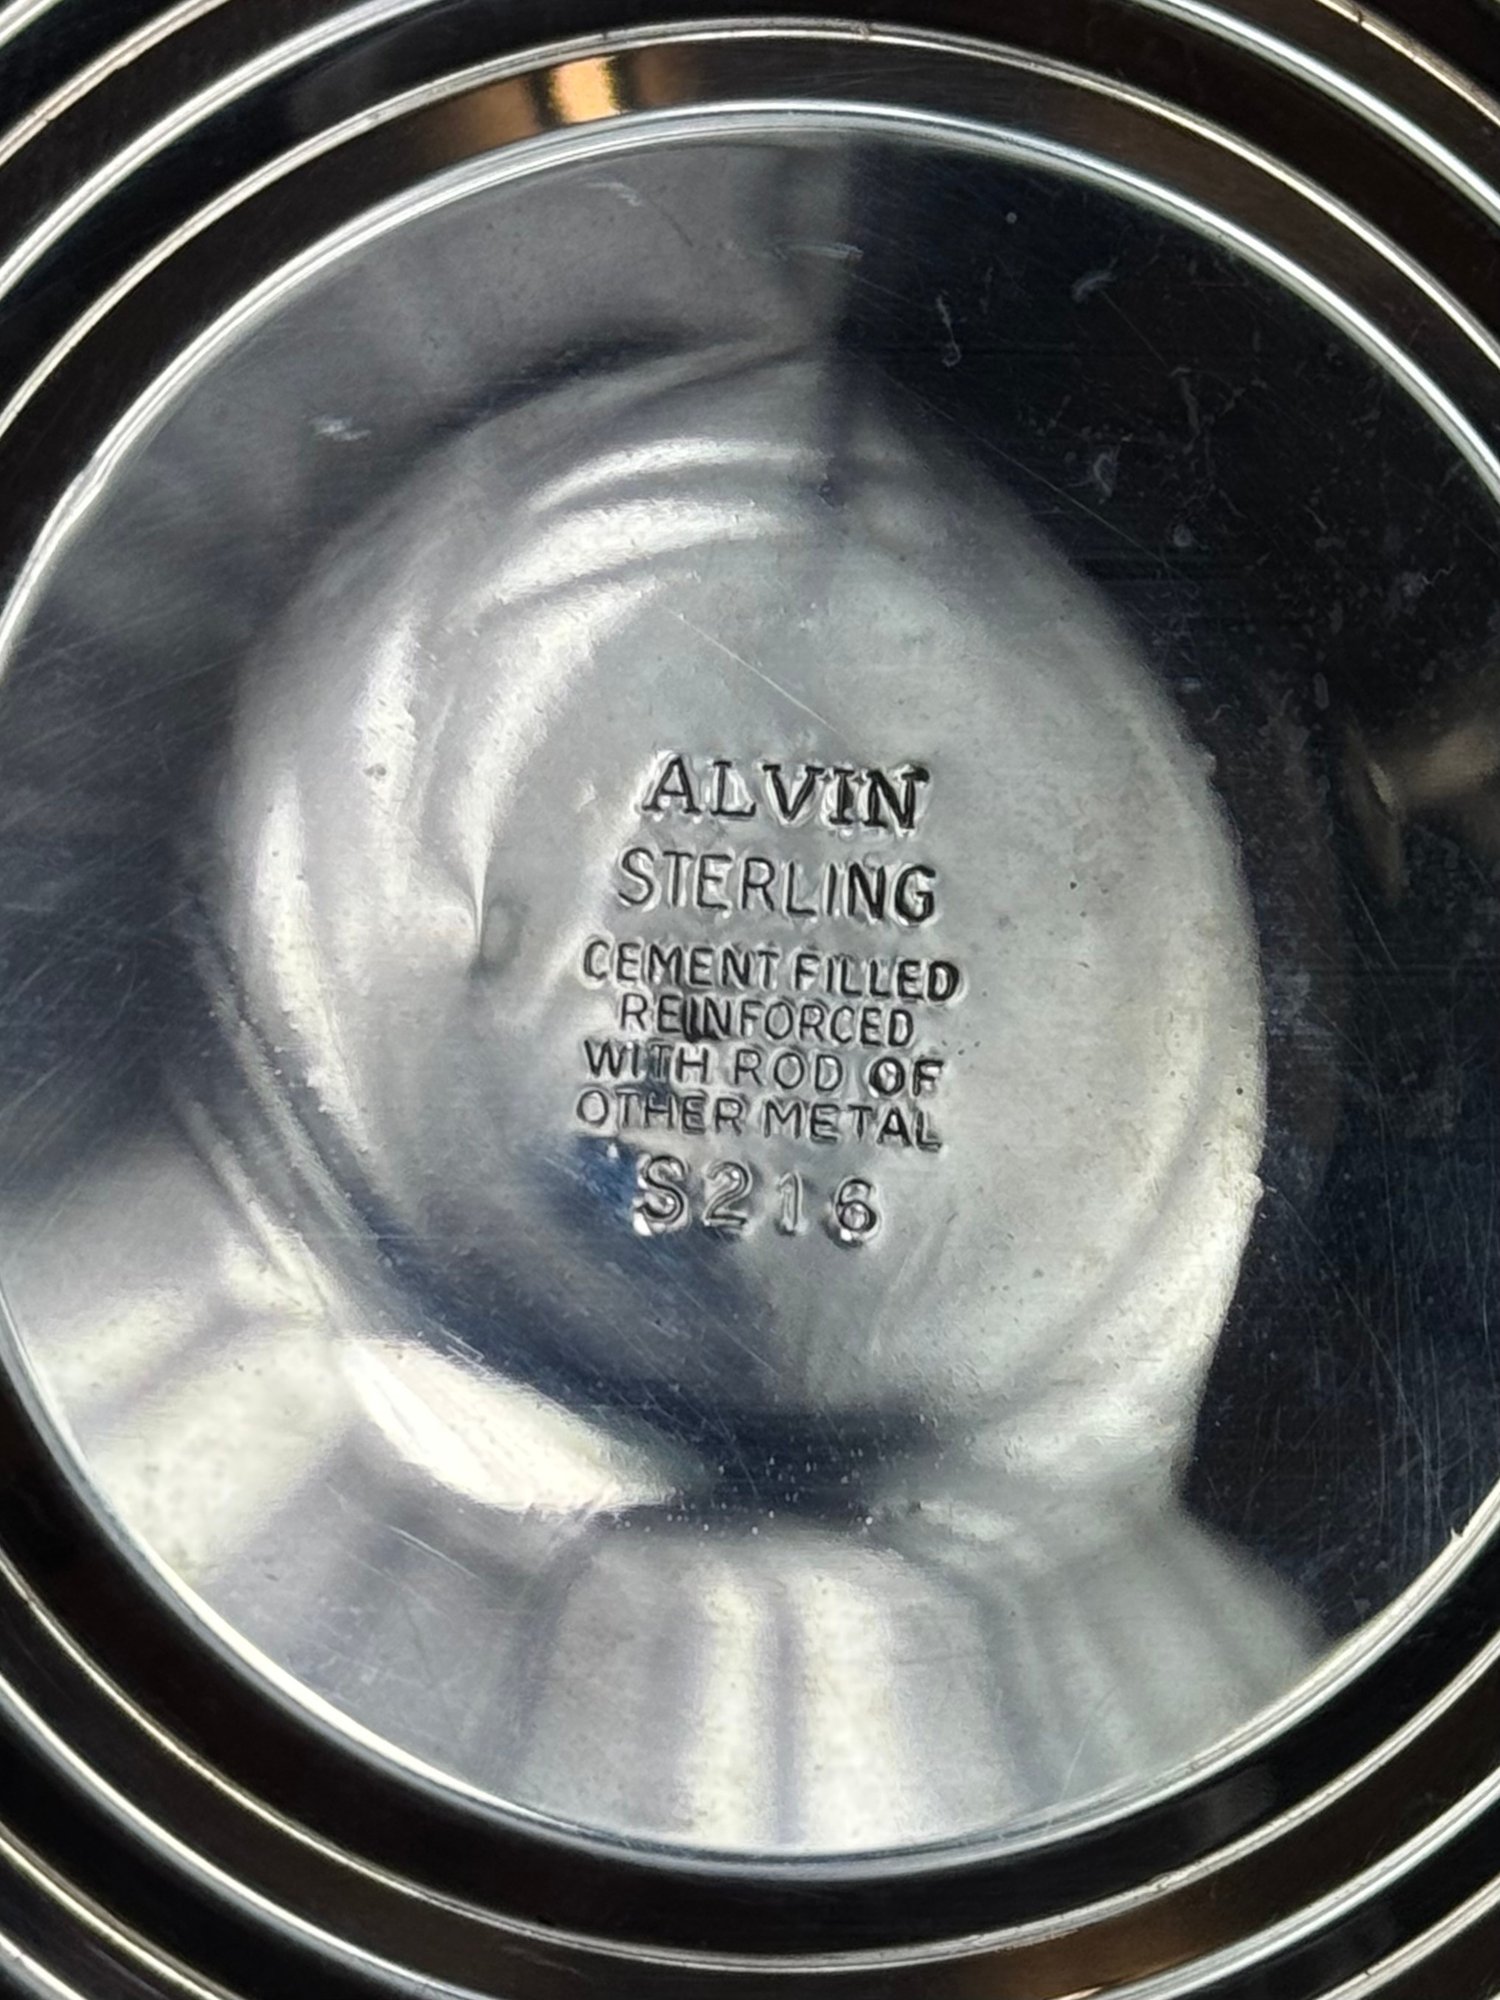 ALVIN
STERLING
CEMENT FILLED
REINFORCED
WITH ROD OF
OTHER METAL
S216